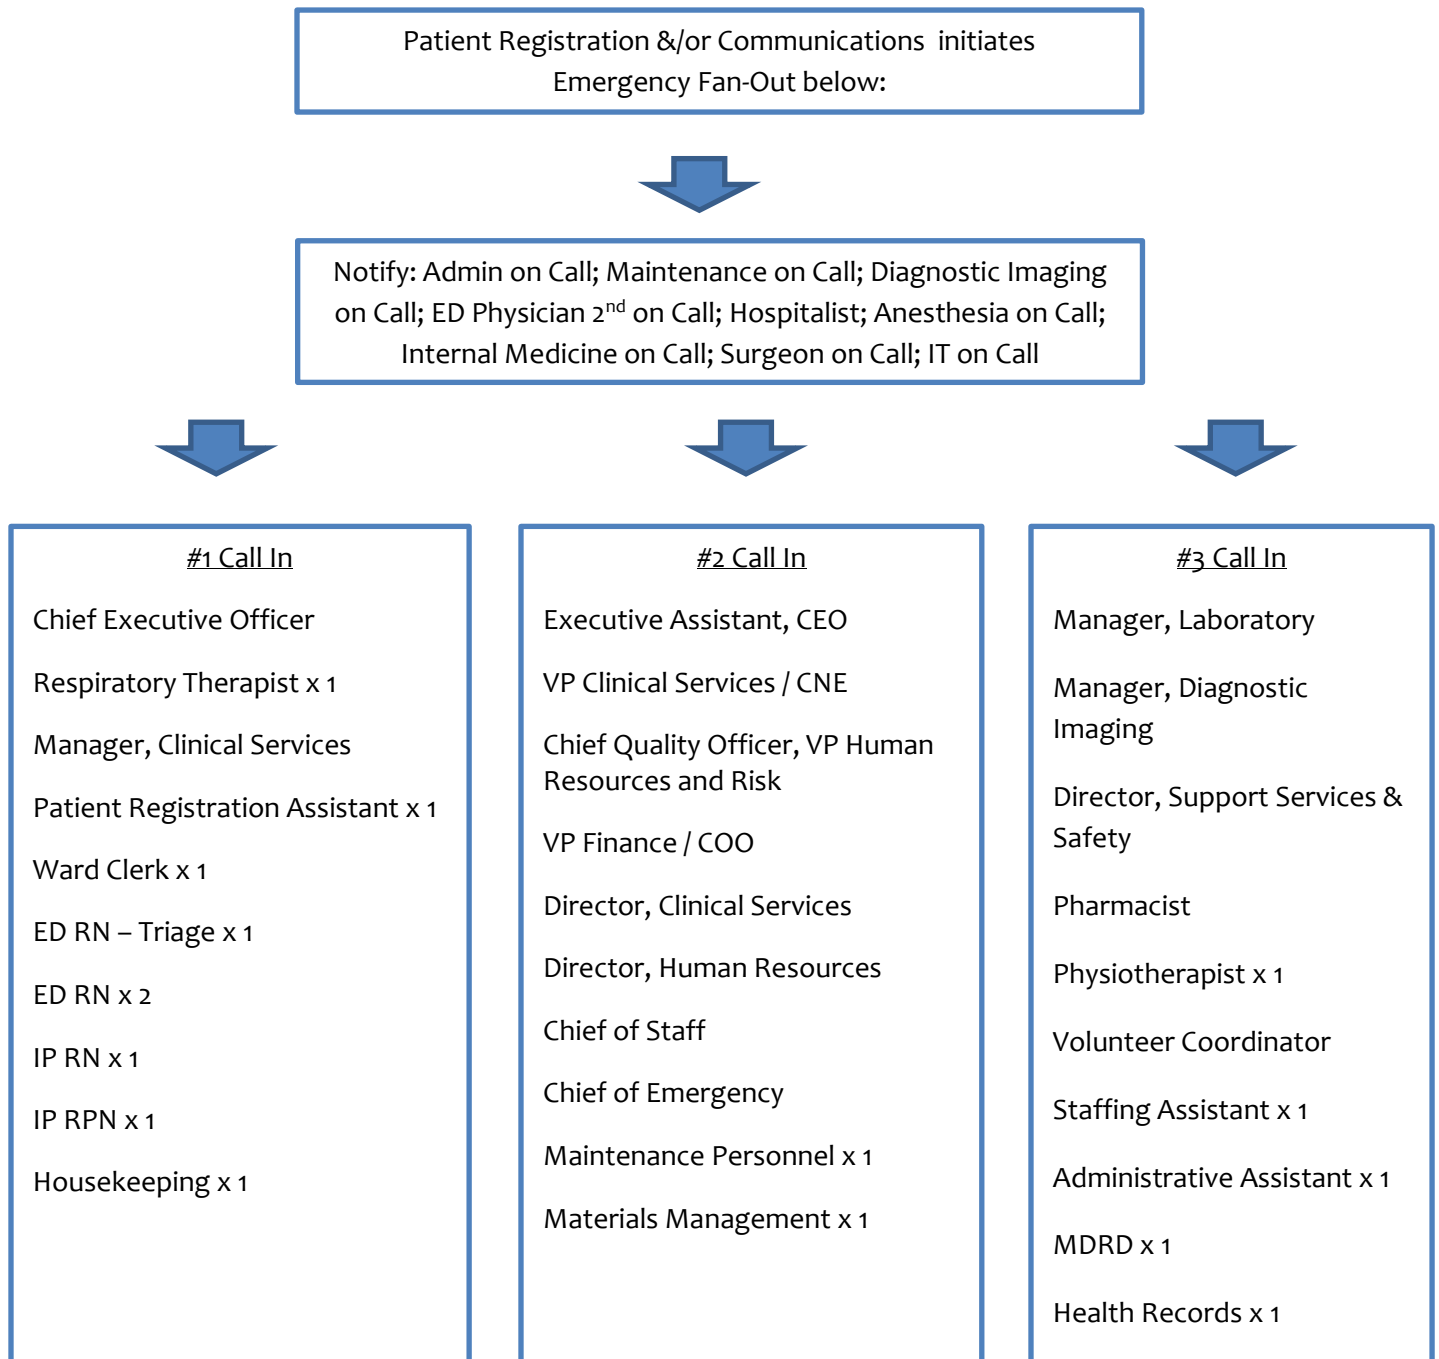 Patient Registration &/or Communications initiates
Emergency Fan-Out below:
Notify: Admin on Call; Maintenance on Call; Diagnostic Imaging
on Call; ED Physician 2nd on Call; Hospitalist; Anesthesia on Call;
Internal Medicine on Call; Surgeon on Call; IT on Call
#1 Call In
Chief Executive Officer
Respiratory Therapist x 1
Manager, Clinical Services
Patient Registration Assistant x 1
Ward Clerk x 1
ED RN – Triage x 1
ED RN x 2
IP RN x 1
IP RPN x 1
Housekeeping x 1
#2 Call In
Executive Assistant, CEO
VP Clinical Services / CNE
Chief Quality Officer, VP Human
Resources and Risk
VP Finance / COO
Director, Clinical Services
Director, Human Resources
Chief of Staff
Chief of Emergency
Maintenance Personnel x 1
Materials Management x 1
#3 Call In
Manager, Laboratory
Manager, Diagnostic
Imaging
Director, Support Services &
Safety
Pharmacist
Physiotherapist x 1
Volunteer Coordinator
Staffing Assistant x 1
Administrative Assistant x 1
MDRD x 1
Health Records x 1